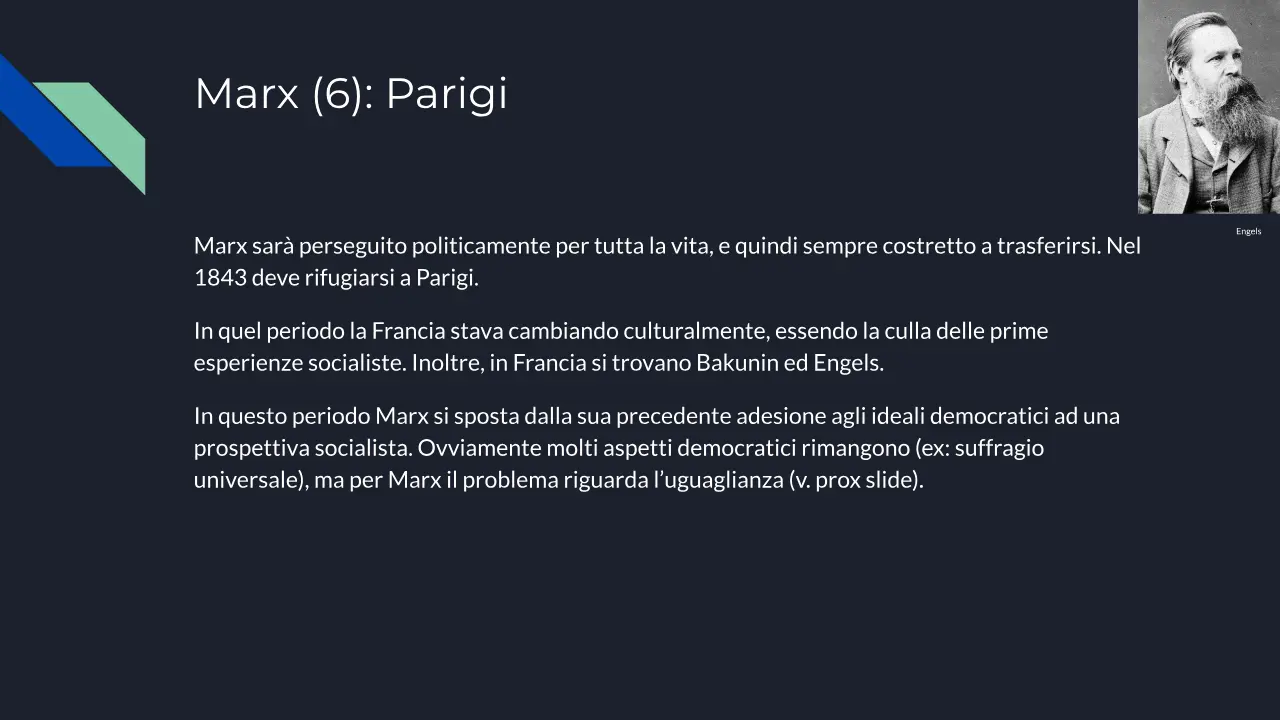 Marx (6): Parigi
Engels
Marx sarà perseguito politicamente per tutta la vita, e quindi sempre costretto a trasferirsi. Nel
1843 deve rifugiarsi a Parigi.
In quel periodo la Francia stava cambiando culturalmente, essendo la culla delle prime
esperienze socialiste. Inoltre, in Francia si trovano Bakunin ed Engels.
In questo periodo Marx si sposta dalla sua precedente adesione agli ideali democratici ad una
prospettiva socialista. Ovviamente molti aspetti democratici rimangono (ex: suffragio
universale), ma per Marx il problema riguarda l’uguaglianza (v. prox slide).